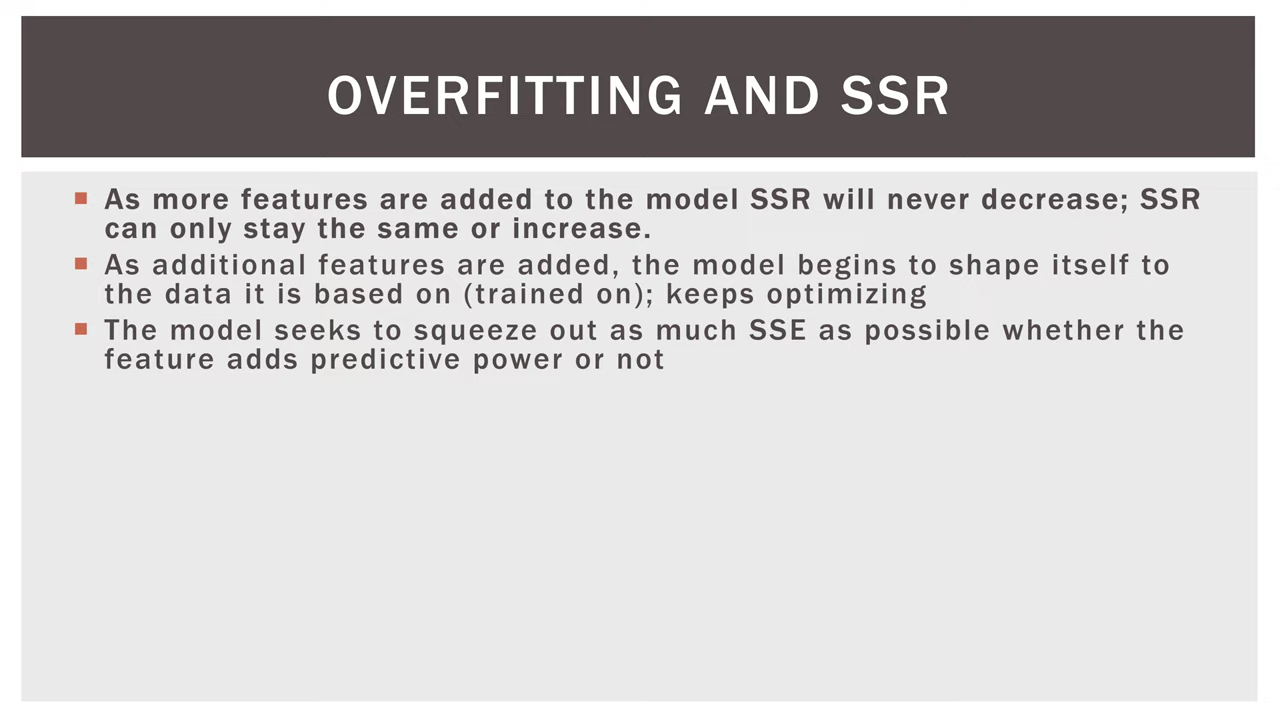 OVERFITTING AND SSR
As more features are added to the model SSR will never decrease; SSR
can only stay the same or increase.
As additional features are added, the model begins to shape itself to
the data it is based on (trained on); keeps optimizing
The model seeks to squeeze out as much SSE as possible whether the
feature adds predictive power or not